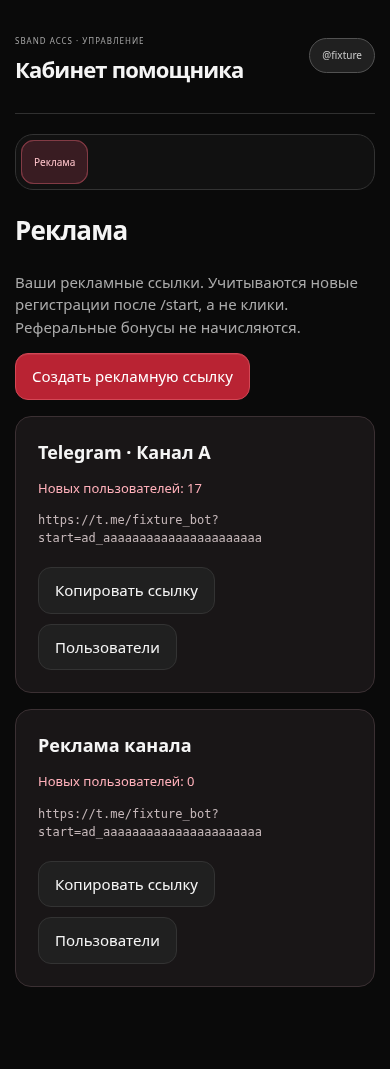 SBAND ACCS · УПРАВЛЕНИЕ
Кабинет помощника
@fixture
Реклама
Реклама
Ваши рекламные ссылки. Учитываются новые
регистрации после /start, а не клики.
Реферальные бонусы не начисляются.
Создать рекламную ссылку
Telegram · Канал A
Новых пользователей: 17
https://t.me/fixture_bot?
start=ad_aaaaaaaaaaaaaaaaaaaaaa
Копировать ссылку
Пользователи
Реклама канала
Новых пользователей: 0
https://t.me/fixture_bot?
start=ad_aaaaaaaaaaaaaaaaaaaaaa
Копировать ссылку
Пользователи